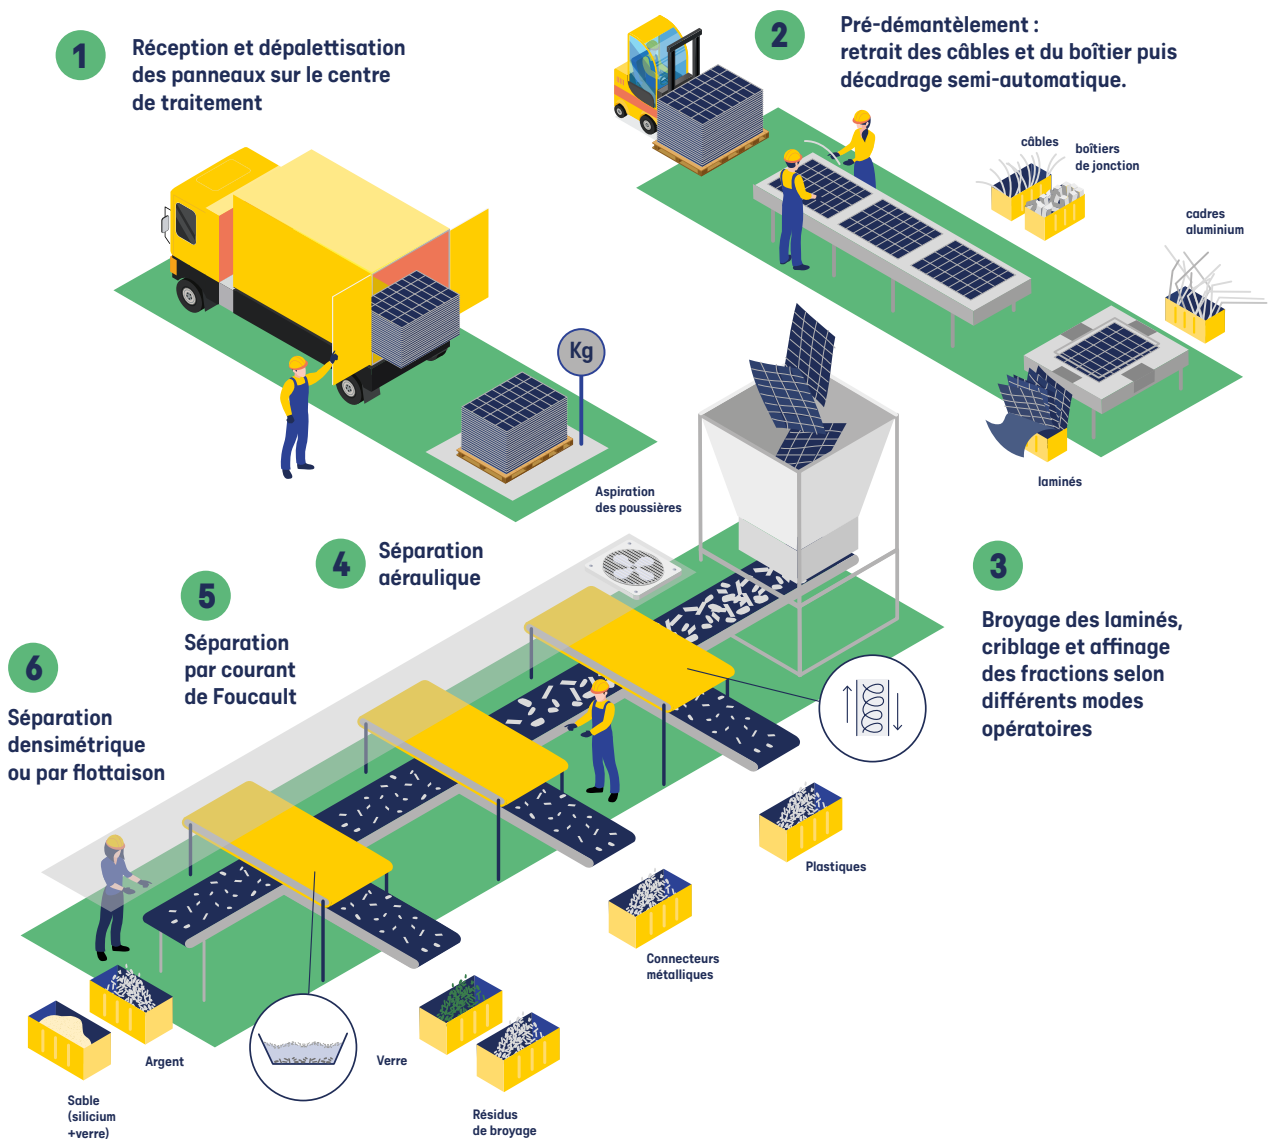 1
Réception et dépalettisation
des panneaux sur le centre
de traitement
2
Pré-démantèlement :
retrait des câbles et du boîtier puis
décadrage semi-automatique.
câbles
boîtiers
de jonction
cadres
aluminium
laminés
Kg
Aspiration
des poussières
3
Broyage des laminés,
criblage et affinage
des fractions selon
différents modes
opératoires
4
Séparation
aéraulique
5
Séparation
par courant
de Foucault
6
Séparation
densimétrique
ou par flottaison
Plastiques
Connecteurs
métalliques
Verre
Résidus
de broyage
Argent
Sable
(silicium
+verre)